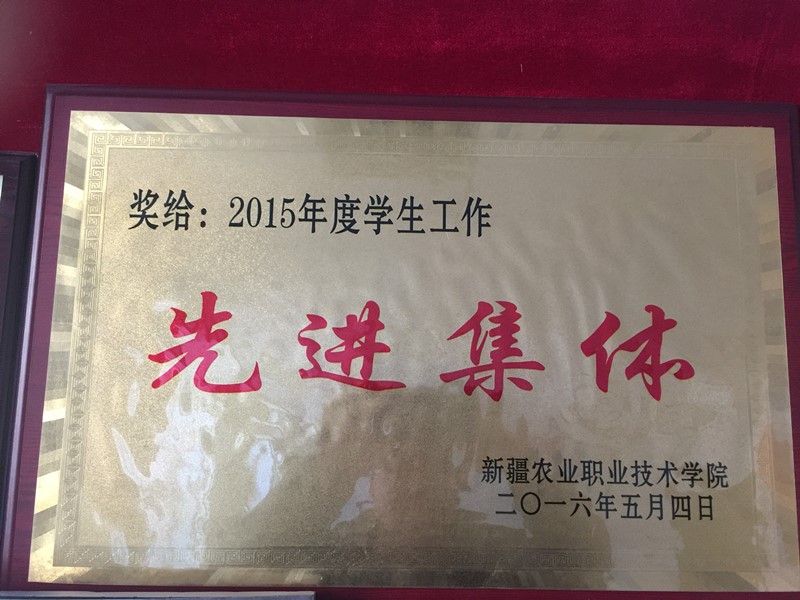 奖给：2015年度学生工作
先进集体
新疆农业职业技术学院
二〇一六年五月四日